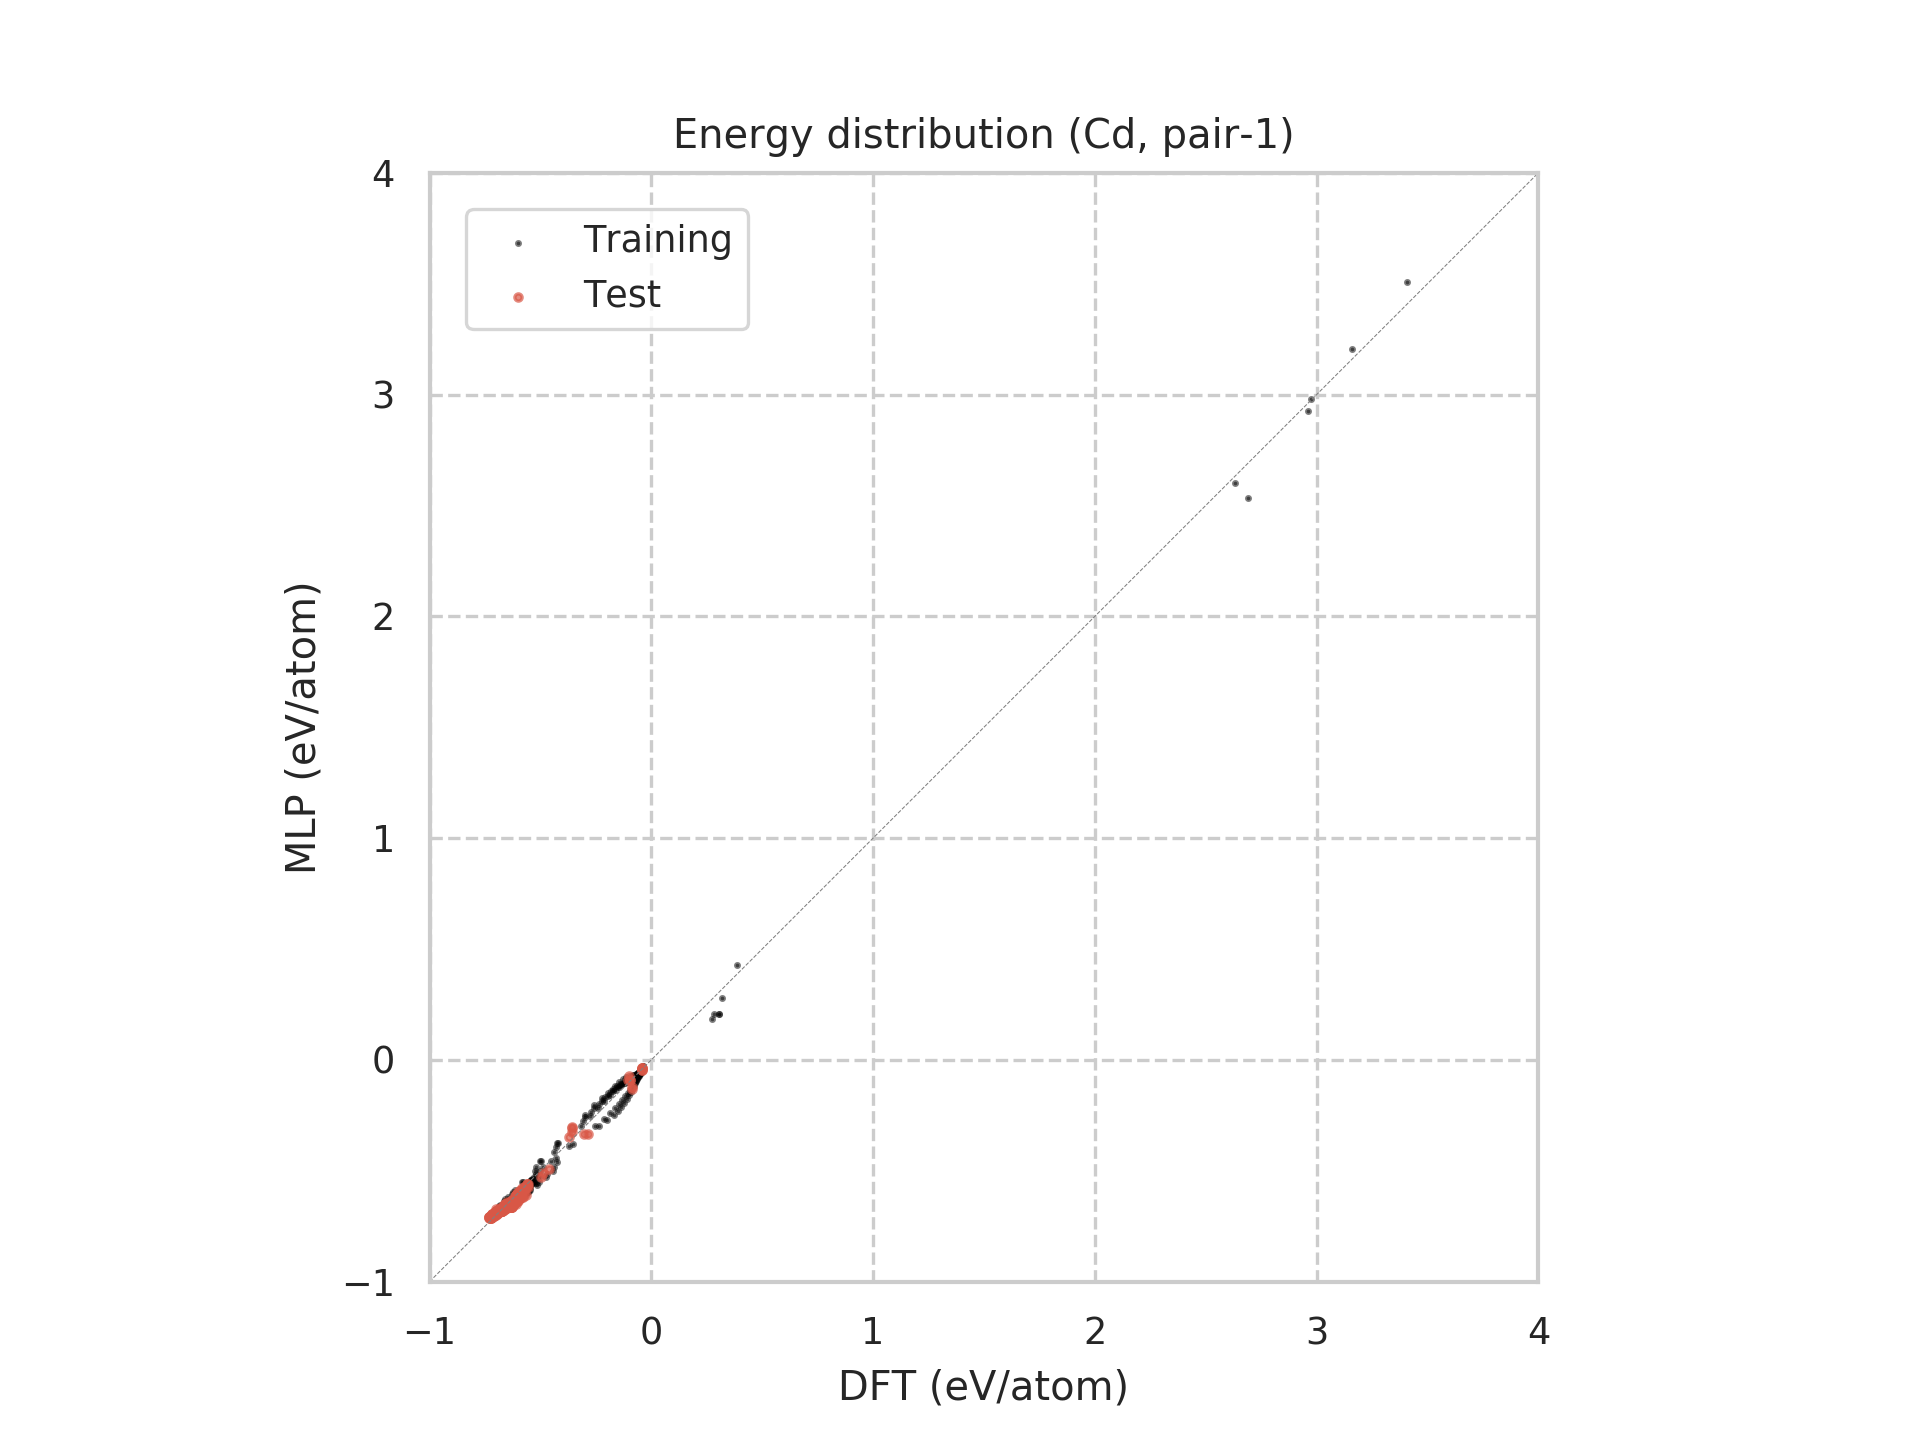 Energy distribution (Cd, pair-1)
Training
Test
4
3
2
1
0
−1
MLP (eV/atom)
−1 0 1 2 3 4
DFT (eV/atom)